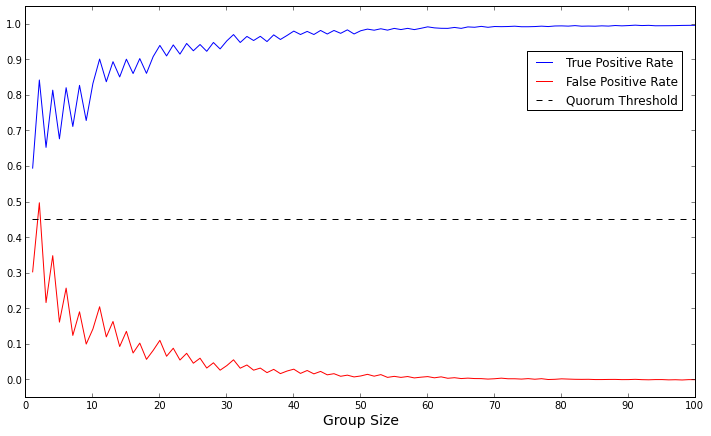 1.0
0.9
0.8
0.7
0.6
0.5
0.4
0.3
0.2
0.1
0.0
True Positive Rate
False Positive Rate
Quorum Threshold
0 10 20 30 40 50 60 70 80 90 100
Group Size